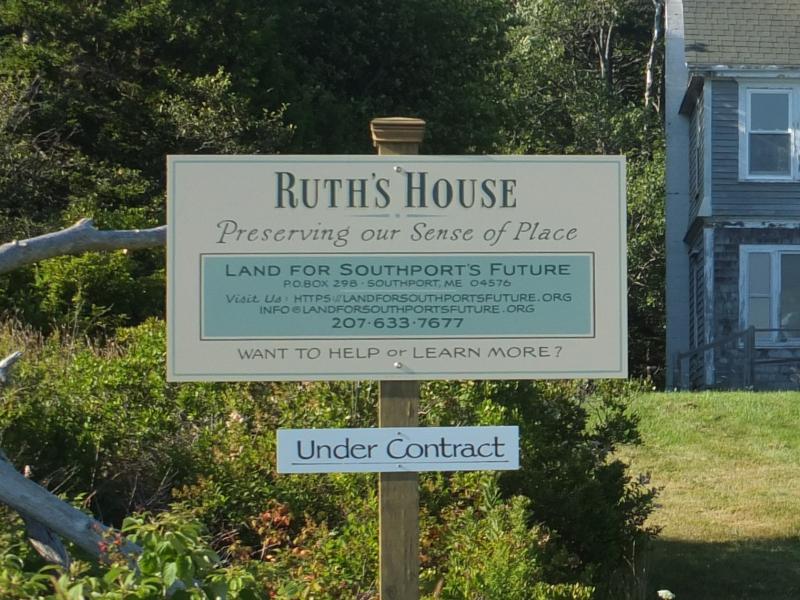 RUTH'S HOUSE
Preserving our Sense of Place
LAND FOR SOUTHPORT'S FUTURE
P.O.BOX 298 · SOUTHPORT, ME 04576
Visit Us: HTTPS://LANDFORSOUTHPORTSFUTURE.ORG
INFO@LANDFORSOUTHPORTSFUTURE.ORG
207·633·7677
WANT TO HELP or LEARN MORE?
Under Contract